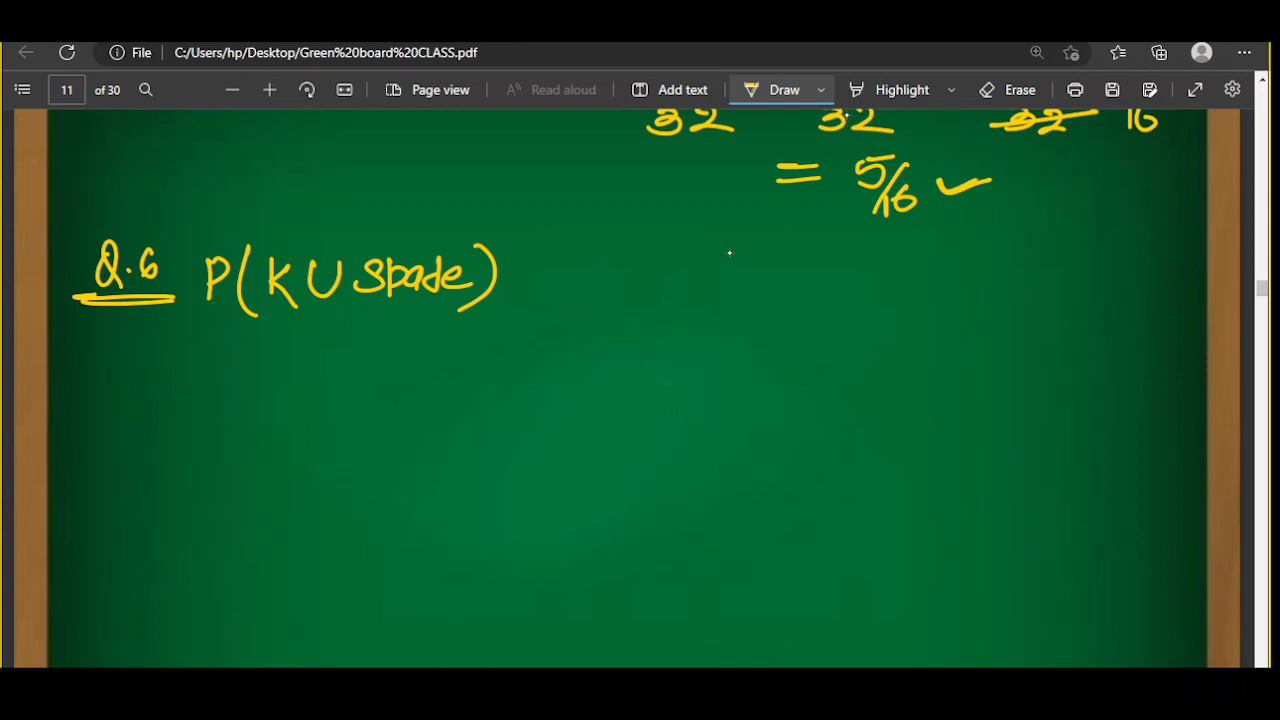 File C:/Users/hp/Desktop/Green%20board%20CLASS.pdf
11 of 30 Page view Read aloud Add text Draw Highlight Erase
32 32 32 16
= 5/16 ✓
Q.6 P(K U Spade)